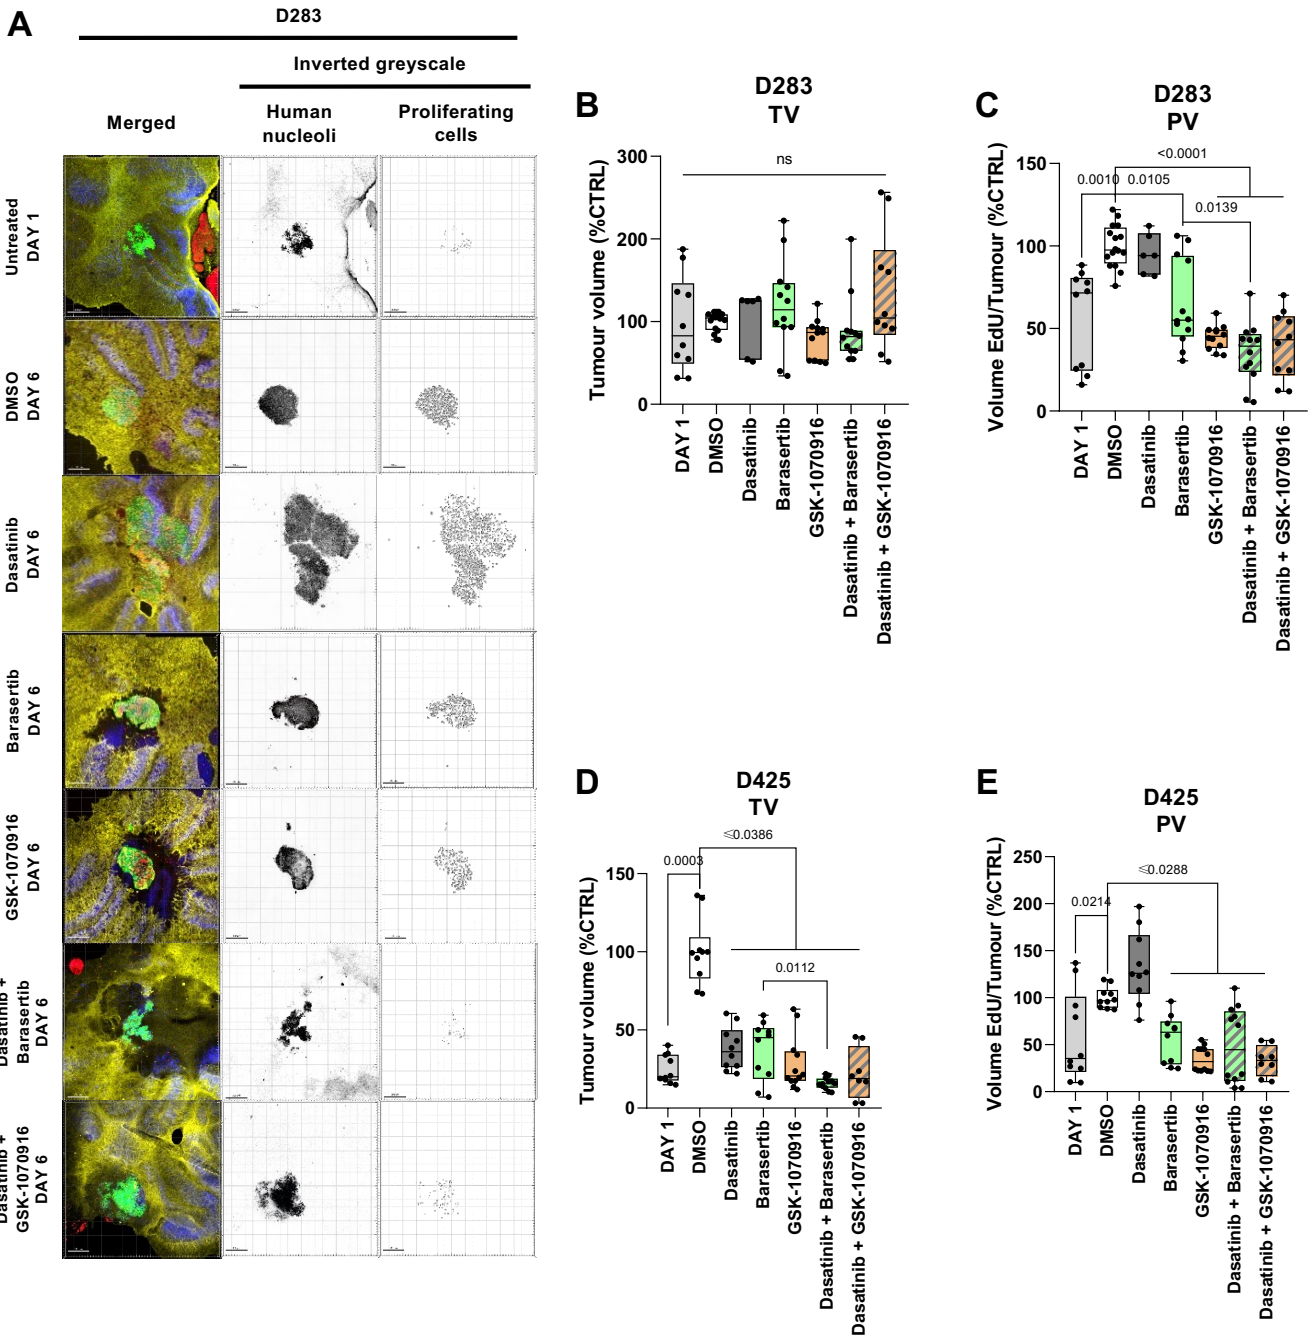 A
D283
Inverted greyscale
Merged
Human
nucleoli
Proliferating
cells
Untreated
DAY 1
DMSO
DAY 6
Dasatinib
DAY 6
Barasertib
DAY 6
GSK-1070916
DAY 6
Dasatinib +
Barasertib
DAY 6
Dasatinib +
GSK-1070916
DAY 6
B
D283
TV
Tumour volume (%CTRL)
300
200
100
0
ns
DAY 1
DMSO
Dasatinib
Barasertib
GSK-1070916
Dasatinib + Barasertib
Dasatinib + GSK-1070916
C
D283
PV
Volume EdU/Tumour (%CTRL)
150
100
50
0
<0.0001
0.0010
0.0105
0.0139
DAY 1
DMSO
Dasatinib
Barasertib
GSK-1070916
Dasatinib + Barasertib
Dasatinib + GSK-1070916
D
D425
TV
Tumour volume (%CTRL)
150
100
50
0
⩽0.0386
0.0003
0.0112
DAY 1
DMSO
Dasatinib
Barasertib
GSK-1070916
Dasatinib + Barasertib
Dasatinib + GSK-1070916
E
D425
PV
Volume EdU/Tumour (%CTRL)
250
200
150
100
50
0
⩽0.0288
0.0214
DAY 1
DMSO
Dasatinib
Barasertib
GSK-1070916
Dasatinib + Barasertib
Dasatinib + GSK-1070916